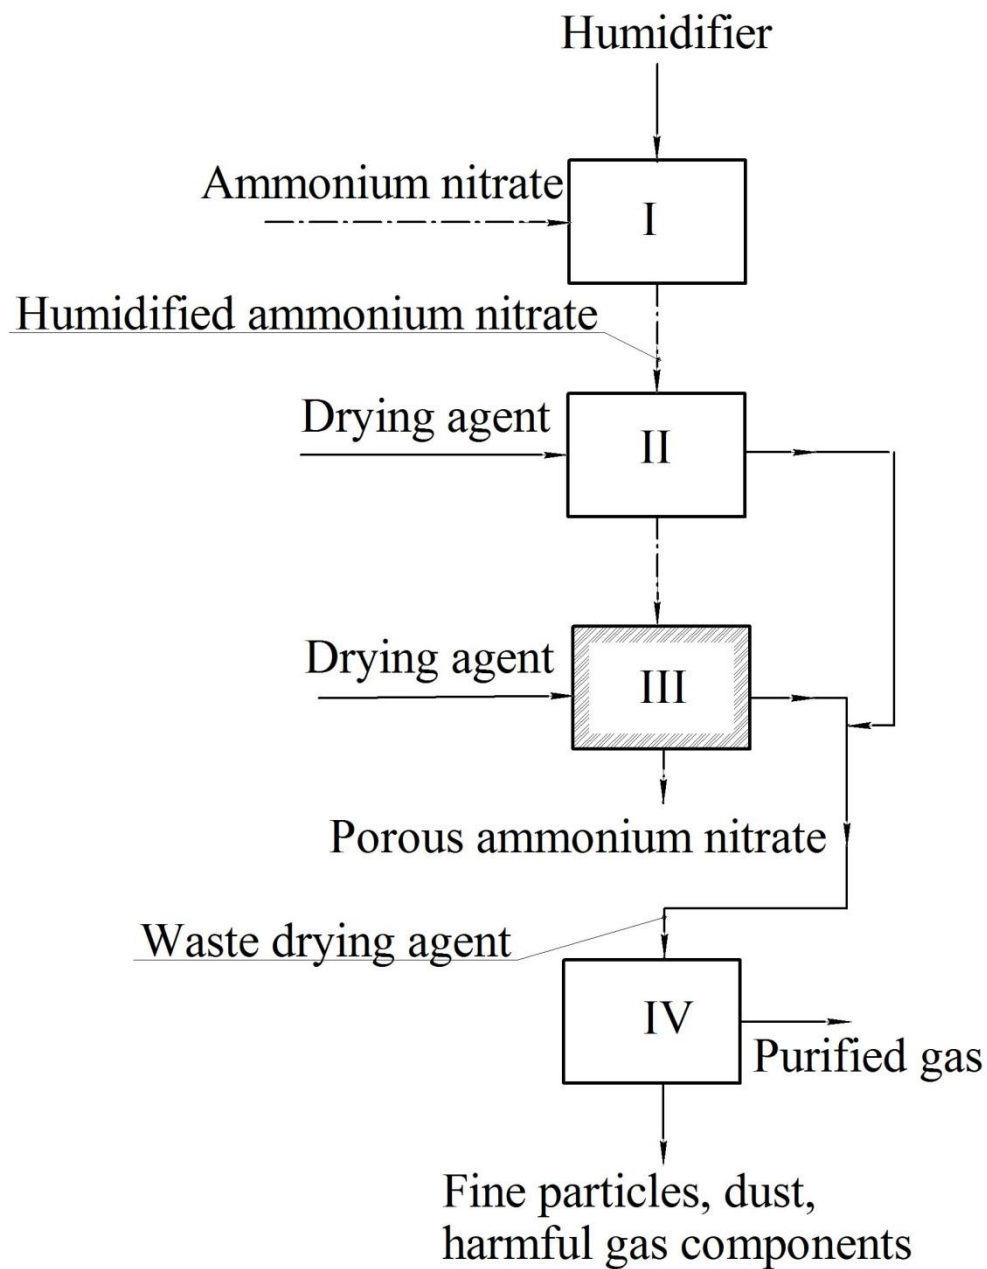 Humidifier
Ammonium nitrate
I
Humidified ammonium nitrate
Drying agent
II
Drying agent
III
Porous ammonium nitrate
Waste drying agent
IV
Purified gas
Fine particles, dust,
harmful gas components